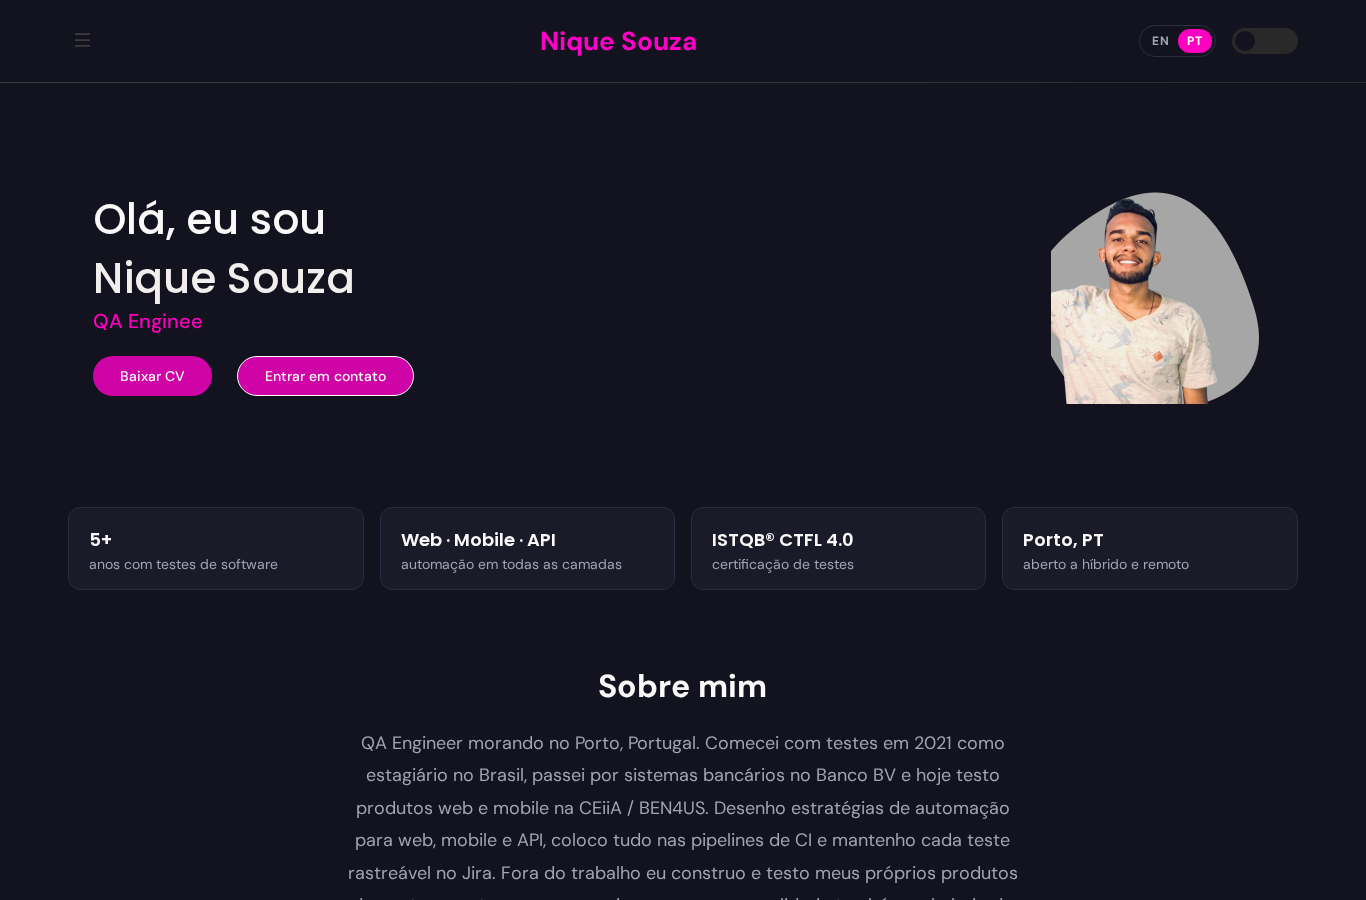 Nique Souza
EN PT
Olá, eu sou
Nique Souza
QA Enginee
Baixar CV
Entrar em contato
5+
anos com testes de software
Web · Mobile · API
automação em todas as camadas
ISTQB® CTFL 4.0
certificação de testes
Porto, PT
aberto a híbrido e remoto
Sobre mim
QA Engineer morando no Porto, Portugal. Comecei com testes em 2021 como
estagiário no Brasil, passei por sistemas bancários no Banco BV e hoje testo
produtos web e mobile na CEiiA / BEN4US. Desenho estratégias de automação
para web, mobile e API, coloco tudo nas pipelines de CI e mantenho cada teste
rastreável no Jira. Fora do trabalho eu construo e testo meus próprios produtos